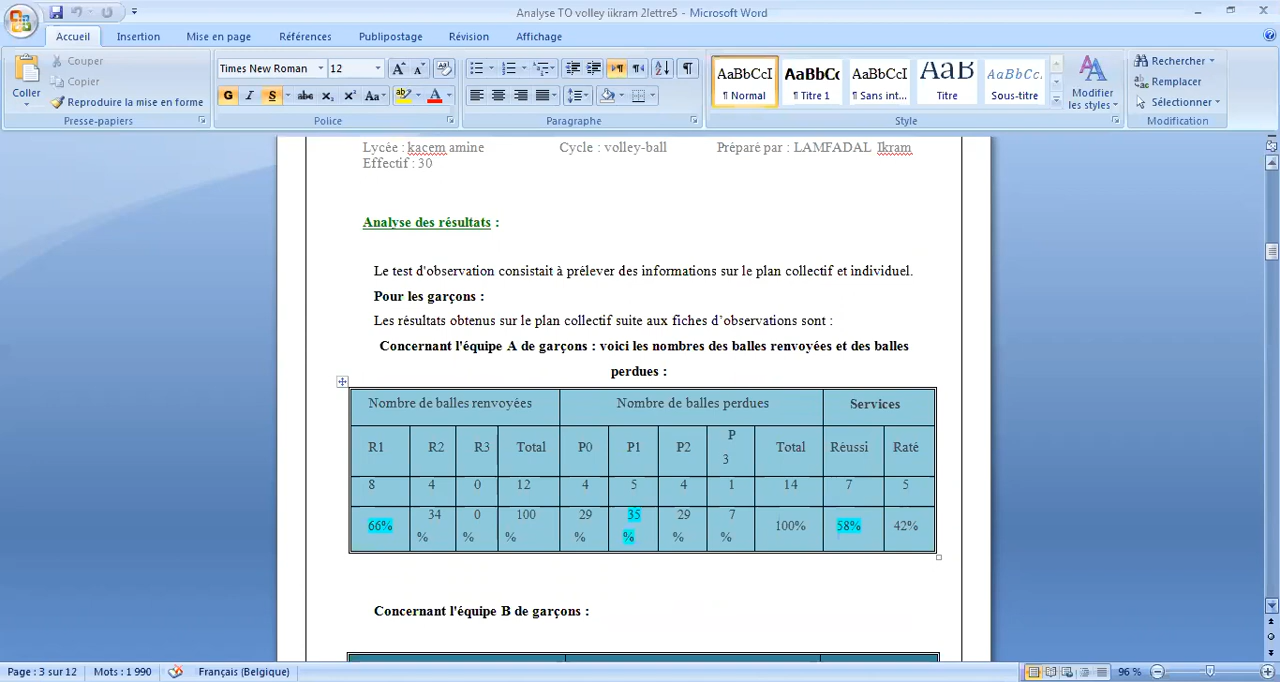 Analyse TO volley iikram 2lettre5 - Microsoft Word
Accueil Insertion Mise en page Références Publipostage Révision Affichage
Coller
Couper
Copier
Reproduire la mise en forme
Presse-papiers
Times New Roman 12
G I S abc X₂ X² Aa
Police
Paragraphe
AaBbCcI ¶ Normal
AaBbCc ¶ Titre 1
AaBbCcI ¶ Sans int...
AaB Titre
AaBbCc. Sous-titre
Modifier les styles
Style
Rechercher
Remplacer
Sélectionner
Modification
Lycée : kacem amine Cycle : volley-ball Préparé par : LAMFADAL Ikram
Effectif : 30
Analyse des résultats :
Le test d'observation consistait à prélever des informations sur le plan collectif et individuel.
Pour les garçons :
Les résultats obtenus sur le plan collectif suite aux fiches d'observations sont :
Concernant l'équipe A de garçons : voici les nombres des balles renvoyées et des balles
perdues :
Nombre de balles renvoyées Nombre de balles perdues Services
R1 R2 R3 Total P0 P1 P2 P3 Total Réussi Raté
8 4 0 12 4 5 4 1 14 7 5
66% 34% 0% 100% 29% 35% 29% 7% 100% 58% 42%
Concernant l'équipe B de garçons :
Page : 3 sur 12 Mots : 1 990 Français (Belgique) 96 %